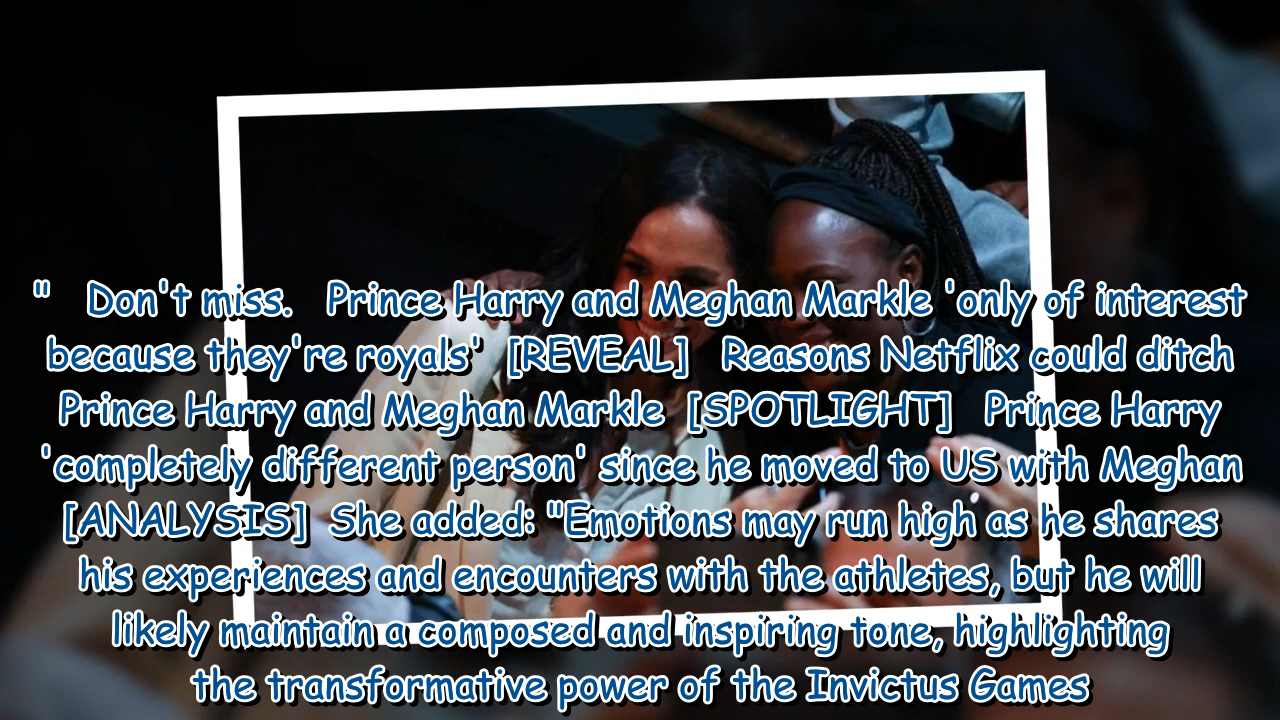 "   Don't miss.   Prince Harry and Meghan Markle 'only of interest
because they're royals'  [REVEAL]   Reasons Netflix could ditch
Prince Harry and Meghan Markle  [SPOTLIGHT]   Prince Harry
'completely different person' since he moved to US with Meghan
[ANALYSIS]  She added: "Emotions may run high as he shares
his experiences and encounters with the athletes, but he will
likely maintain a composed and inspiring tone, highlighting
the transformative power of the Invictus Games